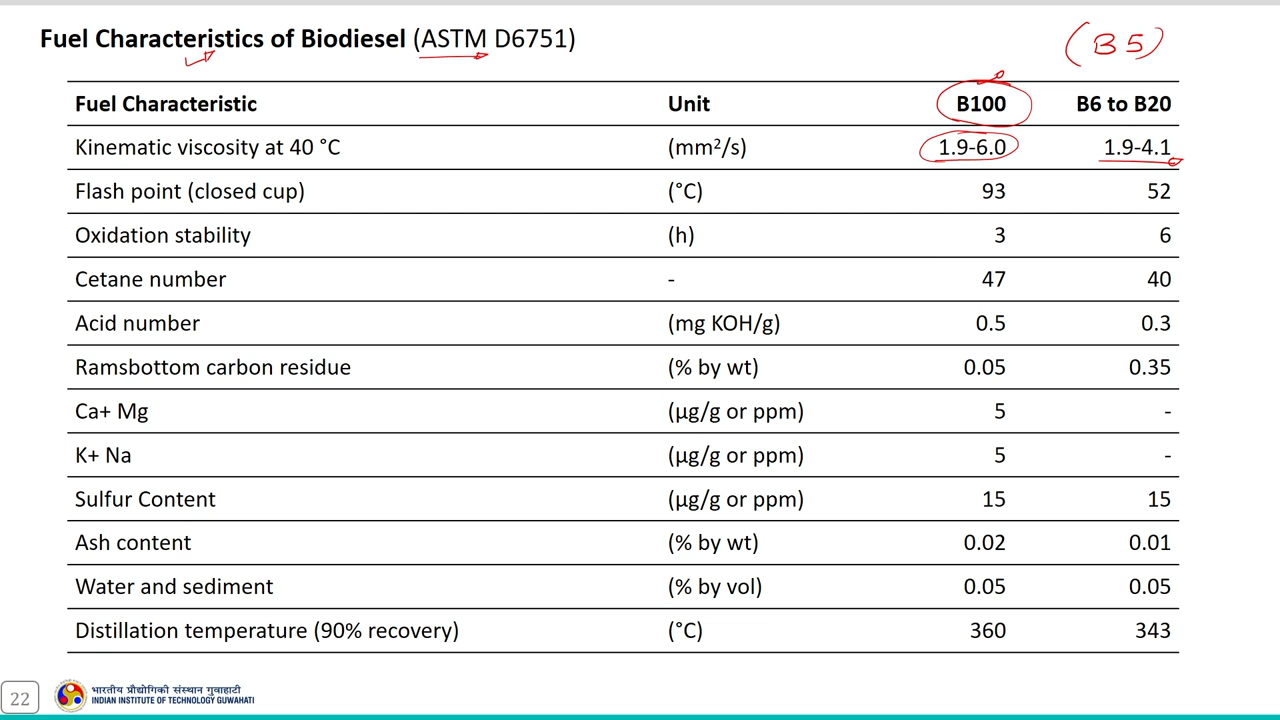 Fuel Characteristics of Biodiesel (ASTM D6751)
(B5)
Fuel Characteristic Unit B100 B6 to B20
Kinematic viscosity at 40 °C (mm²/s) 1.9-6.0 1.9-4.1
Flash point (closed cup) (°C) 93 52
Oxidation stability (h) 3 6
Cetane number - 47 40
Acid number (mg KOH/g) 0.5 0.3
Ramsbottom carbon residue (% by wt) 0.05 0.35
Ca+ Mg (µg/g or ppm) 5 -
K+ Na (µg/g or ppm) 5 -
Sulfur Content (µg/g or ppm) 15 15
Ash content (% by wt) 0.02 0.01
Water and sediment (% by vol) 0.05 0.05
Distillation temperature (90% recovery) (°C) 360 343
22
भारतीय प्रौद्योगिकी संस्थान गुवाहाटी
INDIAN INSTITUTE OF TECHNOLOGY GUWAHATI